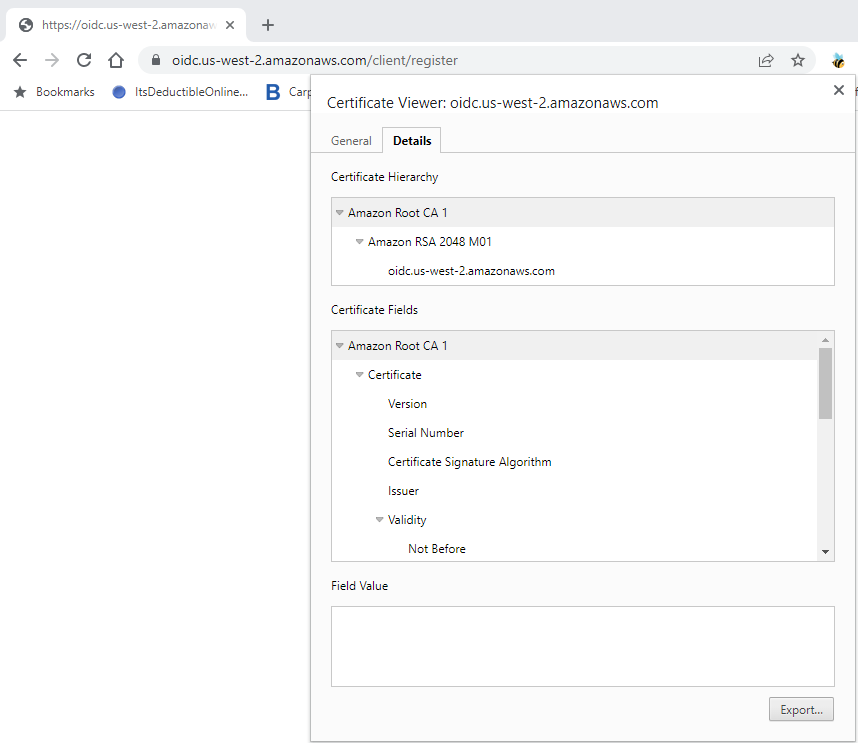 https://oidc.us-west-2.amazonaw
oidc.us-west-2.amazonaws.com/client/register
Bookmarks
ItsDeductibleOnline...
B
Certificate Viewer: oidc.us-west-2.amazonaws.com
General
Details
Certificate Hierarchy
Amazon Root CA 1
Amazon RSA 2048 M01
oidc.us-west-2.amazonaws.com
Certificate Fields
Amazon Root CA 1
Certificate
Version
Serial Number
Certificate Signature Algorithm
Issuer
Validity
Not Before
Field Value
Export...